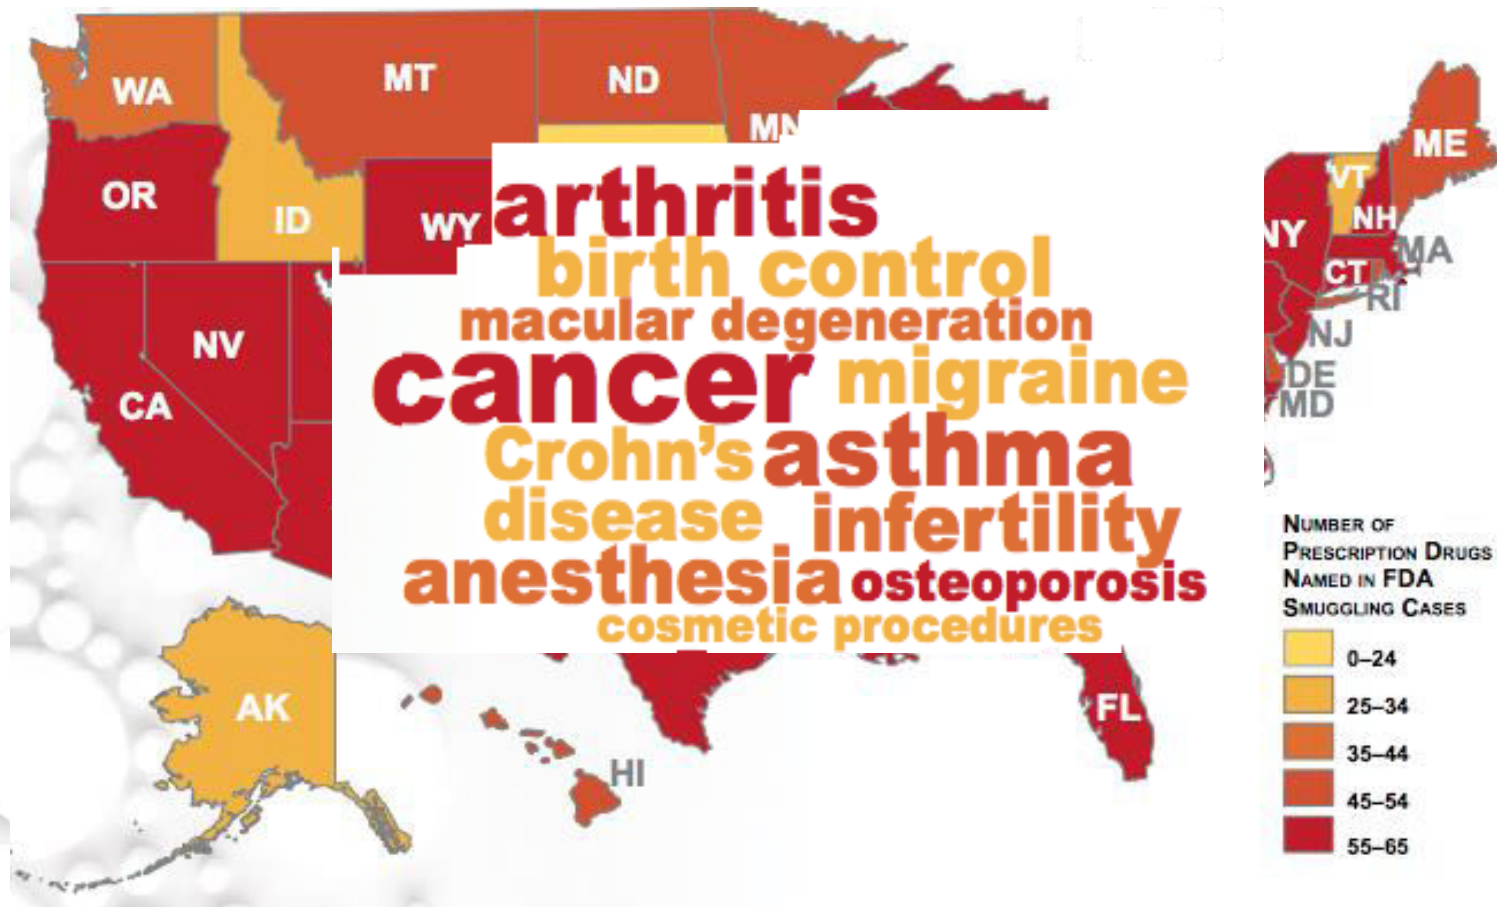 WA
MT
ND
MN
OR
ID
WY
NV
CA
AK
HI
FL
ME
VT
NH
NY
MA
CT
RI
NJ
DE
MD
arthritis
birth control
macular degeneration
cancer migraine
Crohn's asthma
disease infertility
anesthesia osteoporosis
cosmetic procedures
NUMBER OF
PRESCRIPTION DRUGS
NAMED IN FDA
SMUGGLING CASES
0–24
25–34
35–44
45–54
55–65